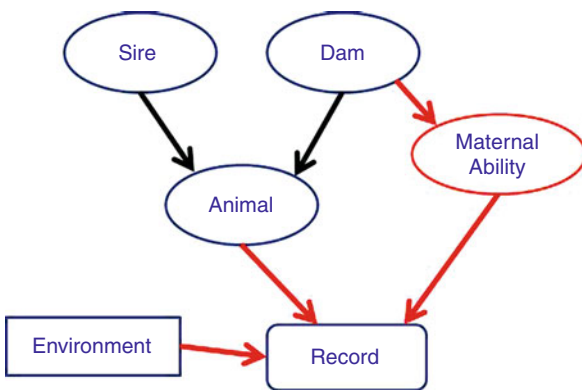 Sire
Dam
Maternal
Ability
Animal
Environment
Record